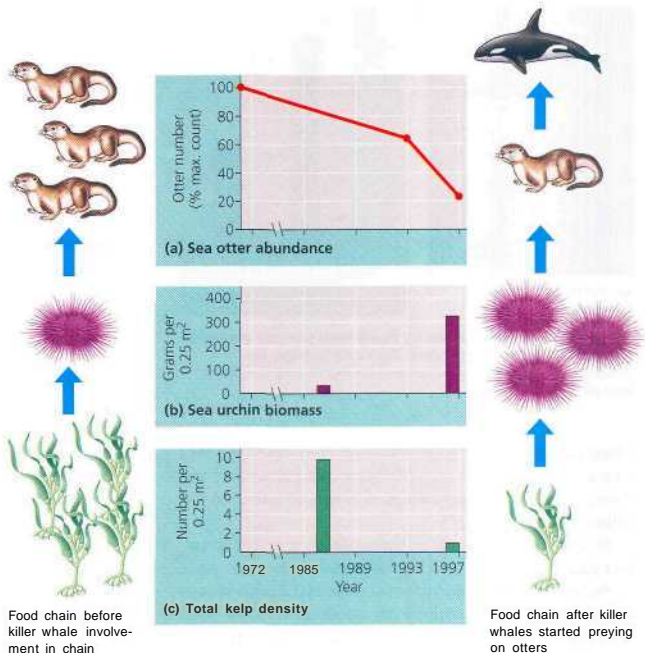 100
80
60
40
20
0
Otter number
(% max. count)
(a) Sea otter abundance
400
300
200
100
0
Grams per
0.25 m²
(b) Sea urchin biomass
10
8
6
4
2
0
Number per
0.25 m²
1972 1985 1989 1993 1997
Year
(c) Total kelp density
Food chain before
killer whale involve-
ment in chain
Food chain after killer
whales started preying
on otters